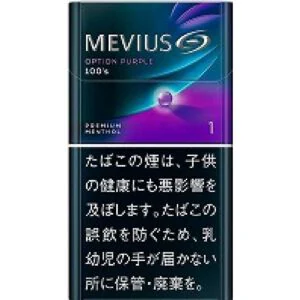 MEVIUS
OPTION PURPLE
100's
PREMIUM
MENTHOL
1
たばこの煙は、子供
の健康にも悪影響を
及ぼします。たばこの
誤飲を防ぐため、乳
幼児の手が届かない
所に保管・廃棄を。